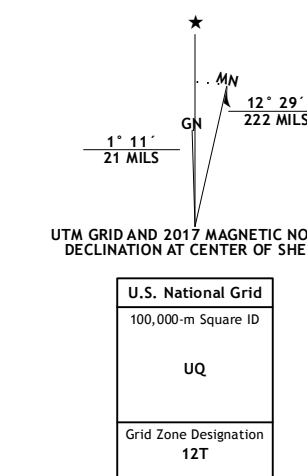 ★
MN
GN
12° 29´
222 MILS
1° 11´
21 MILS
UTM GRID AND 2017 MAGNETIC NO
DECLINATION AT CENTER OF SHE
U.S. National Grid
100,000-m Square ID
UQ
Grid Zone Designation
12T